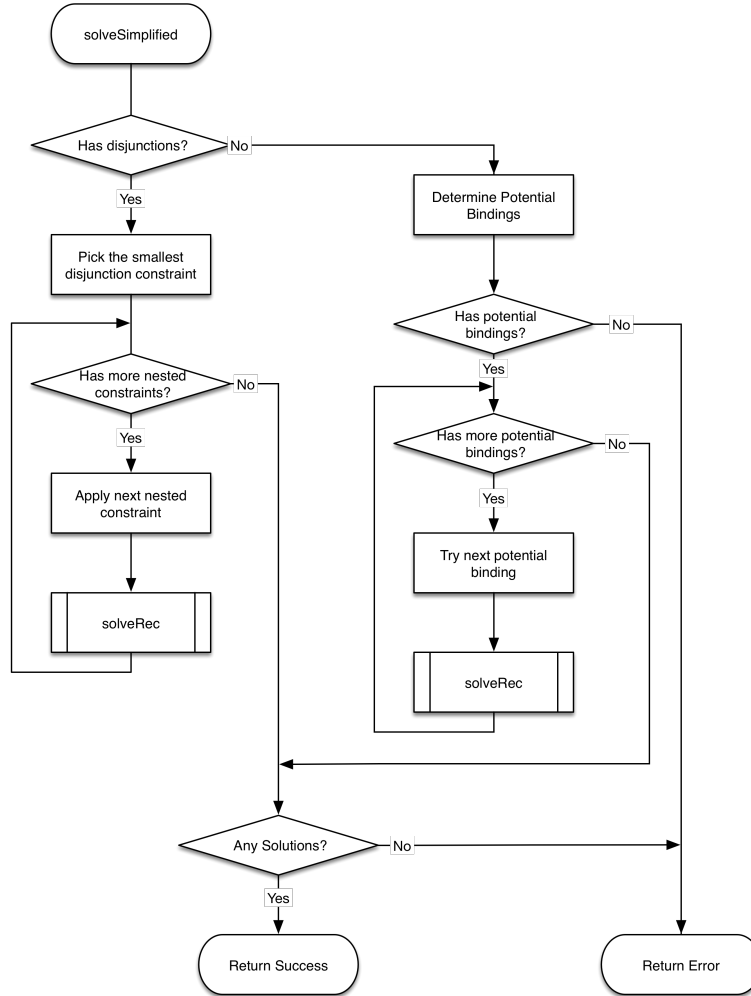 solveSimplified
Has disjunctions?
No
Yes
Determine Potential
Bindings
Pick the smallest
disjunction constraint
Has potential
bindings?
No
Yes
Has more nested
constraints?
No
Yes
Has more potential
bindings?
No
Yes
Apply next nested
constraint
Try next potential
binding
solveRec
solveRec
Any Solutions?
No
Yes
Return Success
Return Error